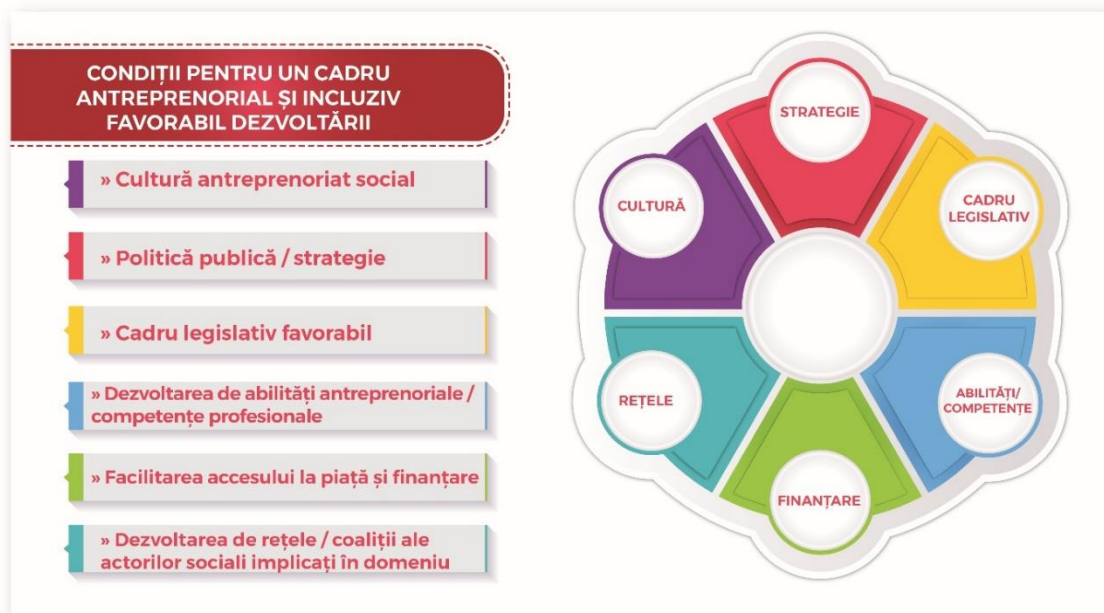 CONDIȚII PENTRU UN CADRU
ANTREPRENORIAL ȘI INCLUZIV
FAVORABIL DEZVOLTĂRII
» Cultură antreprenoriat social
» Politică publică / strategie
» Cadru legislativ favorabil
» Dezvoltarea de abilități antreprenoriale /
competențe profesionale
» Facilitarea accesului la piață și finanțare
» Dezvoltarea de rețele / coaliții ale
actorilor sociali implicați în domeniu
STRATEGIE
CADRU
LEGISLATIV
ABILITĂȚI/
COMPETENȚE
FINANȚARE
REȚELE
CULTURĂ